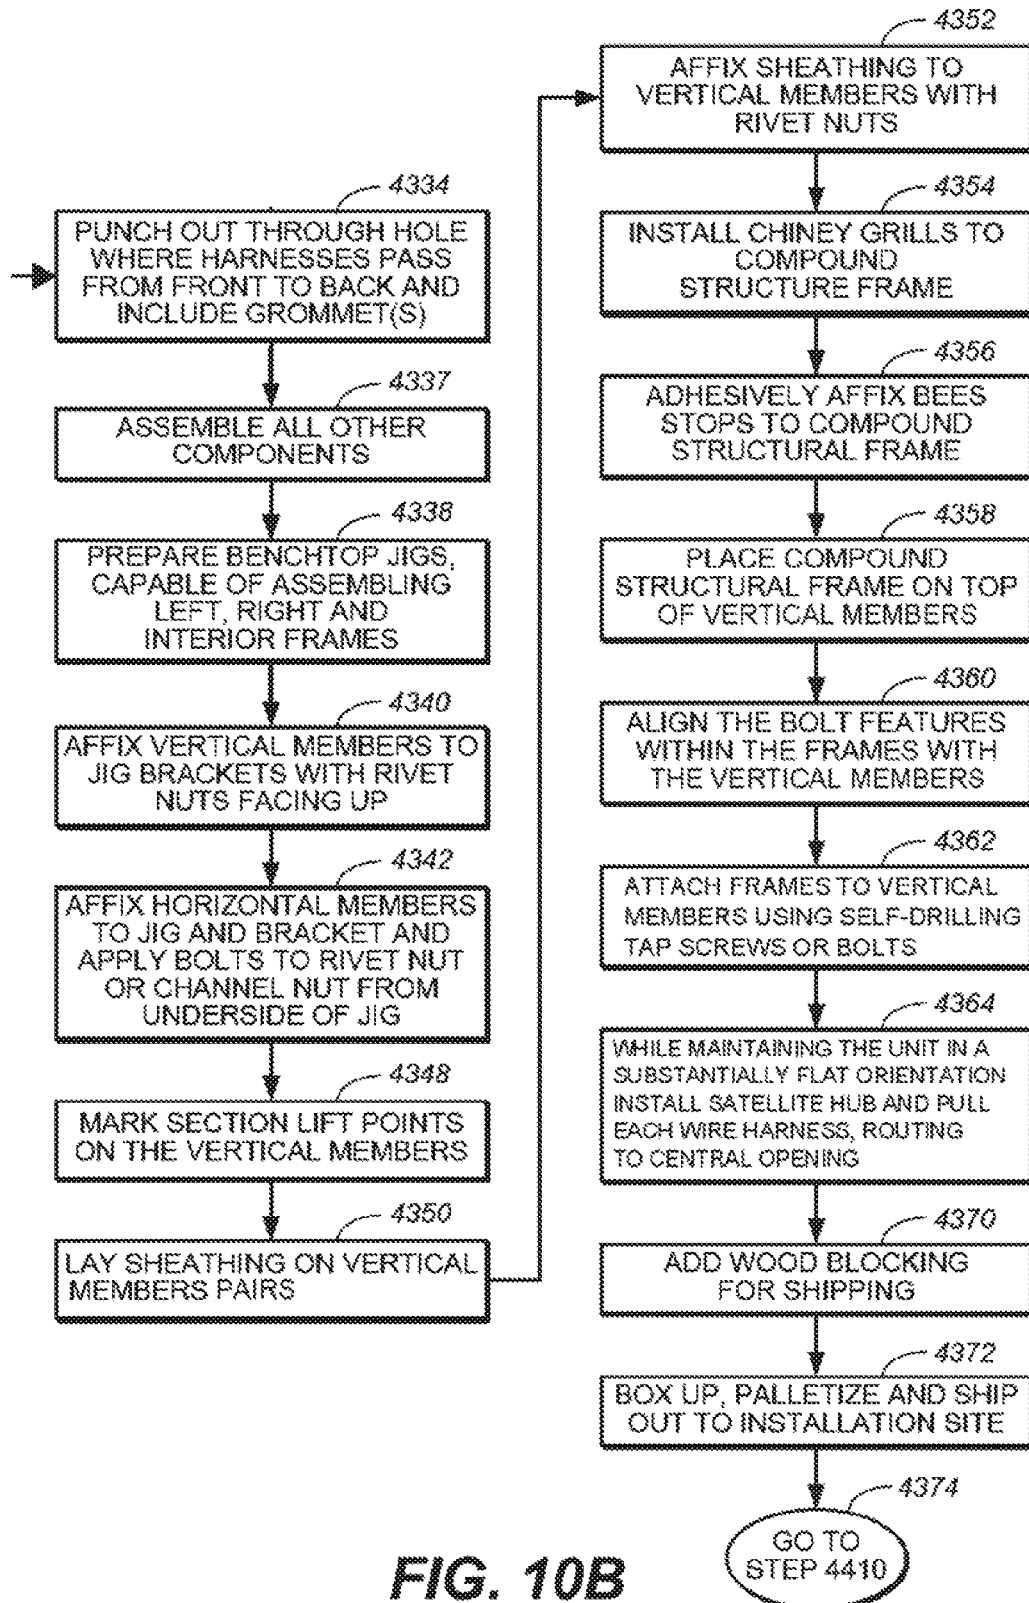 4334
PUNCH OUT THROUGH HOLE
WHERE HARNESSES PASS
FROM FRONT TO BACK AND
INCLUDE GROMMET(S)
4337
ASSEMBLE ALL OTHER
COMPONENTS
4338
PREPARE BENCHTOP JIGS,
CAPABLE OF ASSEMBLING
LEFT, RIGHT AND
INTERIOR FRAMES
4340
AFFIX VERTICAL MEMBERS TO
JIG BRACKETS WITH RIVET
NUTS FACING UP
4342
AFFIX HORIZONTAL MEMBERS
TO JIG AND BRACKET AND
APPLY BOLTS TO RIVET NUT
OR CHANNEL NUT FROM
UNDERSIDE OF JIG
4348
MARK SECTION LIFT POINTS
ON THE VERTICAL MEMBERS
4350
LAY SHEATHING ON VERTICAL
MEMBERS PAIRS
4352
AFFIX SHEATHING TO
VERTICAL MEMBERS WITH
RIVET NUTS
4354
INSTALL CHINEY GRILLS TO
COMPOUND
STRUCTURE FRAME
4356
ADHESIVELY AFFIX BEES
STOPS TO COMPOUND
STRUCTURAL FRAME
4358
PLACE COMPOUND
STRUCTURAL FRAME ON TOP
OF VERTICAL MEMBERS
4360
ALIGN THE BOLT FEATURES
WITHIN THE FRAMES WITH
THE VERTICAL MEMBERS
4362
ATTACH FRAMES TO VERTICAL
MEMBERS USING SELF-DRILLING
TAP SCREWS OR BOLTS
4364
WHILE MAINTAINING THE UNIT IN A
SUBSTANTIALLY FLAT ORIENTATION
INSTALL SATELLITE HUB AND PULL
EACH WIRE HARNESS, ROUTING
TO CENTRAL OPENING
4370
ADD WOOD BLOCKING
FOR SHIPPING
4372
BOX UP, PALLETIZE AND SHIP
OUT TO INSTALLATION SITE
4374
GO TO
STEP 4410
FIG. 10B